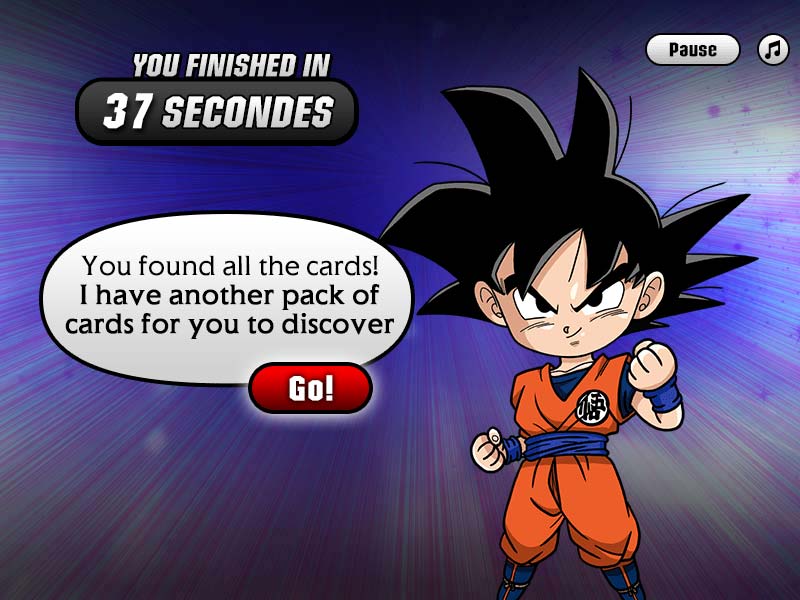 YOU FINISHED IN
37 SECONDES
Pause
You found all the cards!
I have another pack of
cards for you to discover
Go!
悟